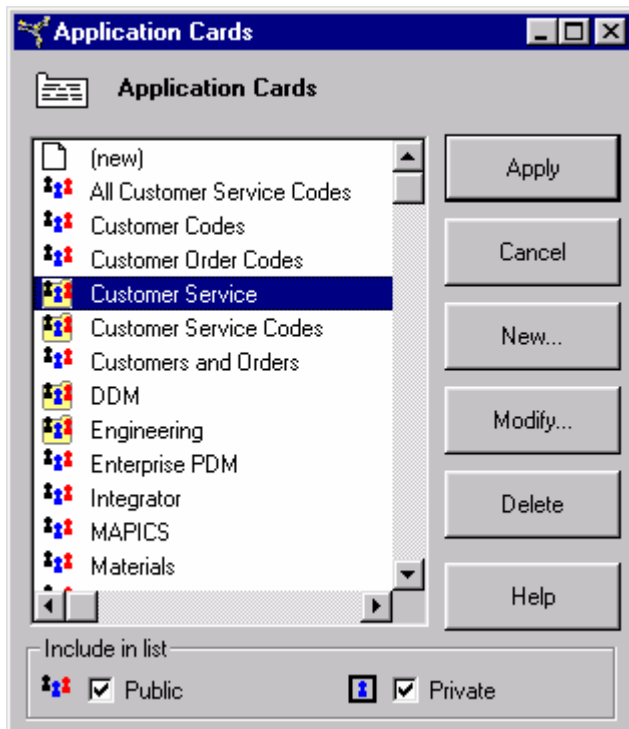 Application Cards
Application Cards
(new)
All Customer Service Codes
Customer Codes
Customer Order Codes
Customer Service
Customer Service Codes
Customers and Orders
DDM
Engineering
Enterprise PDM
Integrator
MAPICS
Materials
Apply
Cancel
New...
Modify...
Delete
Help
Include in list
Public
Private